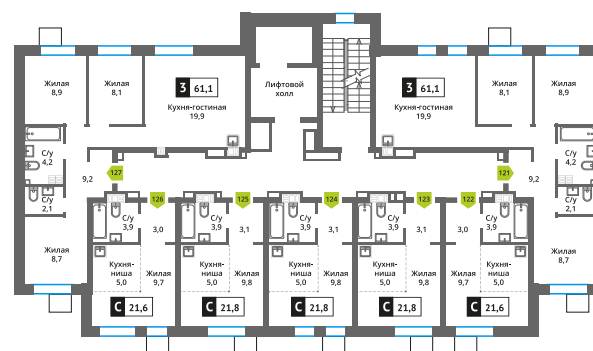 Жилая
8,9
Жилая
8,1
3 61,1
Кухня-гостиная
19,9
Лифтовой
холл
3 61,1
Кухня-гостиная
19,9
Жилая
8,1
Жилая
8,9
С/у
4,2
9,2
127
С/у
2,1
Жилая
8,7
121
9,2
С/у
4,2
С/у
2,1
Жилая
8,7
126
С/у
3,9
3,0
Кухня-
ниша
5,0
Жилая
9,7
С 21,6
125
С/у
3,9
3,1
Кухня-
ниша
5,0
Жилая
9,8
С 21,8
124
С/у
3,9
3,1
Кухня-
ниша
5,0
Жилая
9,8
С 21,8
123
С/у
3,9
3,1
Кухня-
ниша
5,0
Жилая
9,8
С 21,8
122
3,0
С/у
3,9
Жилая
9,7
Кухня-
ниша
5,0
С 21,6